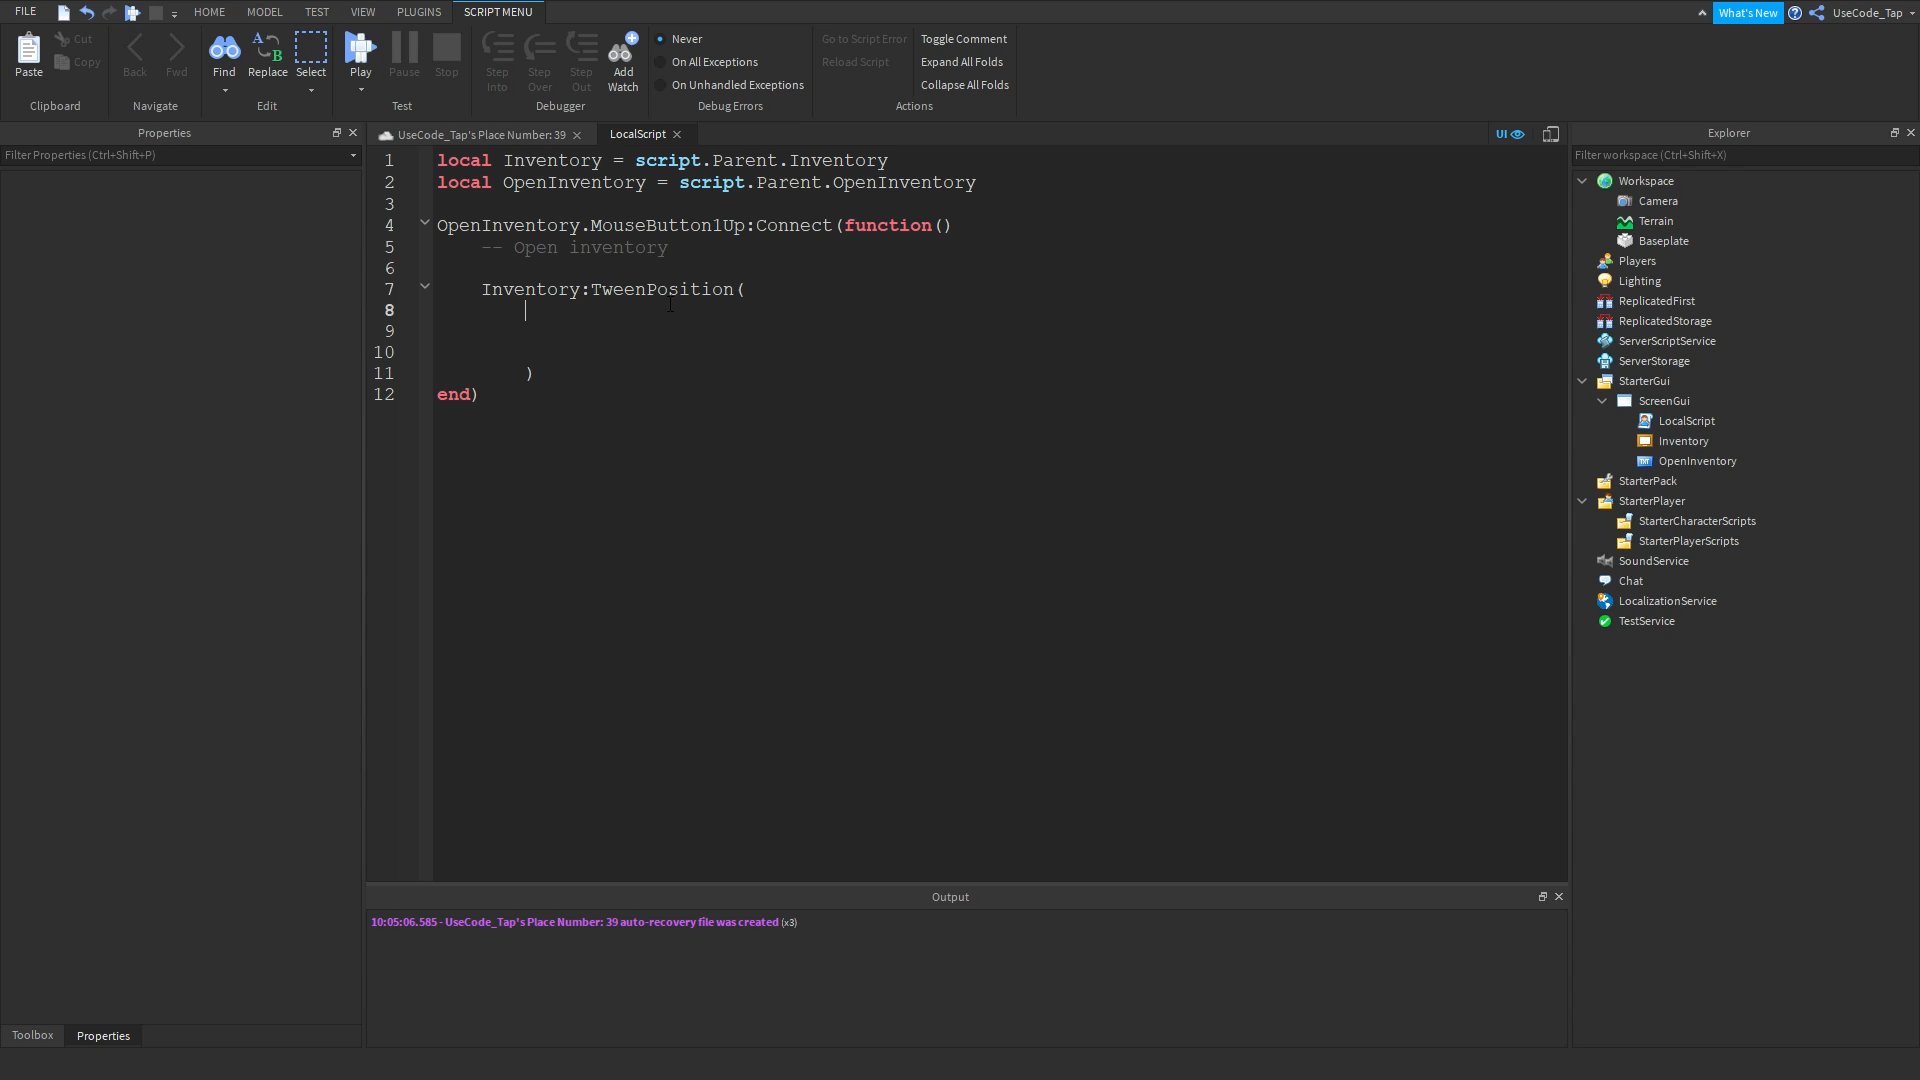 FILE HOME MODEL TEST VIEW PLUGINS SCRIPT MENU What's New UseCode_Tap
Paste Cut Copy Clipboard
Back Fwd Navigate
Find Replace Select Edit
Play Pause Stop Test
Step Into Step Over Step Out Add Watch Debugger
Never
On All Exceptions
On Unhandled Exceptions
Debug Errors
Go to Script Error Toggle Comment
Reload Script Expand All Folds
Collapse All Folds
Actions
Properties
Filter Properties (Ctrl+Shift+P)
UseCode_Tap's Place Number: 39 LocalScript UI
1 local Inventory = script.Parent.Inventory
2 local OpenInventory = script.Parent.OpenInventory
3
4 OpenInventory.MouseButton1Up:Connect(function()
5 -- Open inventory
6
7 Inventory:TweenPosition(
8
9
10
11 )
12 end)
Output
10:05:06.585 - UseCode_Tap's Place Number: 39 auto-recovery file was created (x3)
Explorer
Filter workspace (Ctrl+Shift+X)
Workspace
Camera
Terrain
Baseplate
Players
Lighting
ReplicatedFirst
ReplicatedStorage
ServerScriptService
ServerStorage
StarterGui
ScreenGui
LocalScript
Inventory
OpenInventory
StarterPack
StarterPlayer
StarterCharacterScripts
StarterPlayerScripts
SoundService
Chat
LocalizationService
TestService
Toolbox Properties